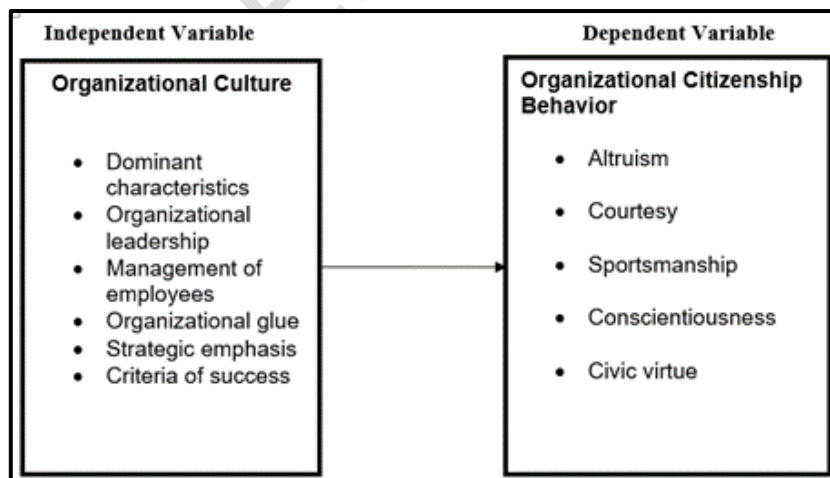 Independent Variable
Organizational Culture
• Dominant
characteristics
• Organizational
leadership
• Management of
employees
• Organizational glue
• Strategic emphasis
• Criteria of success
Dependent Variable
Organizational Citizenship
Behavior
• Altruism
• Courtesy
• Sportsmanship
• Conscientiousness
• Civic virtue